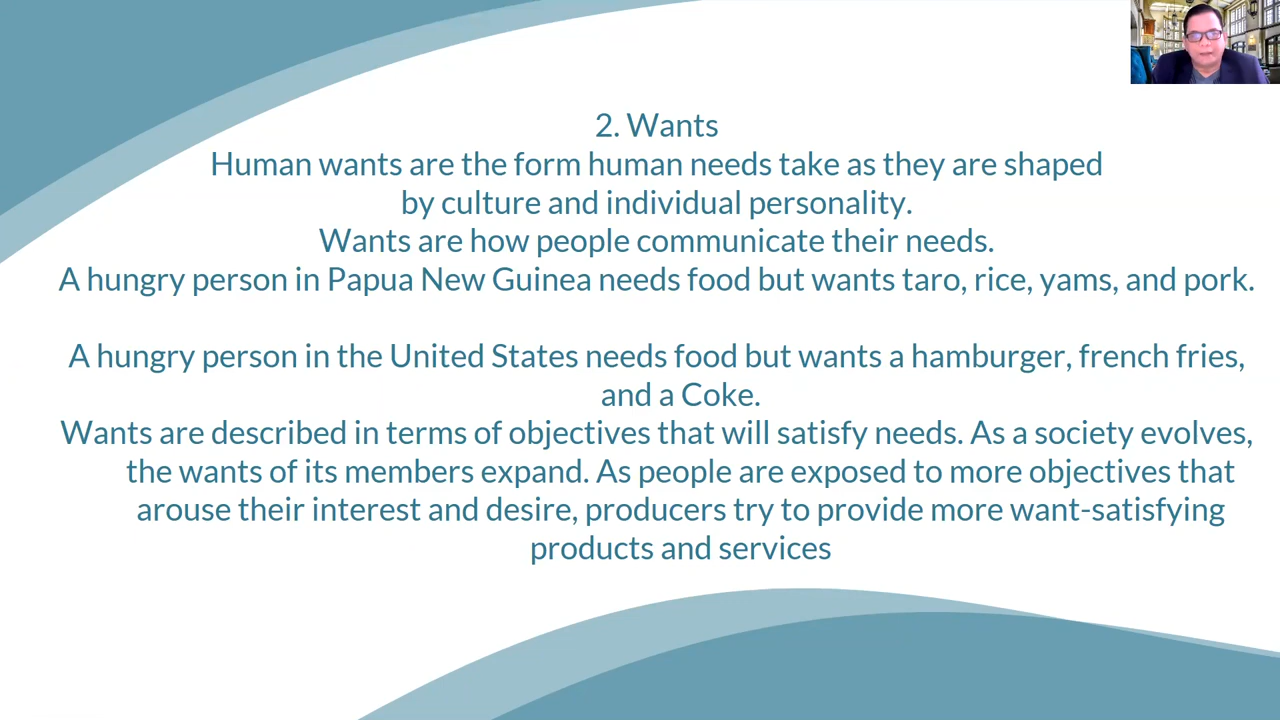 2. Wants
Human wants are the form human needs take as they are shaped
by culture and individual personality.
Wants are how people communicate their needs.
A hungry person in Papua New Guinea needs food but wants taro, rice, yams, and pork.
A hungry person in the United States needs food but wants a hamburger, french fries,
and a Coke.
Wants are described in terms of objectives that will satisfy needs. As a society evolves,
the wants of its members expand. As people are exposed to more objectives that
arouse their interest and desire, producers try to provide more want-satisfying
products and services